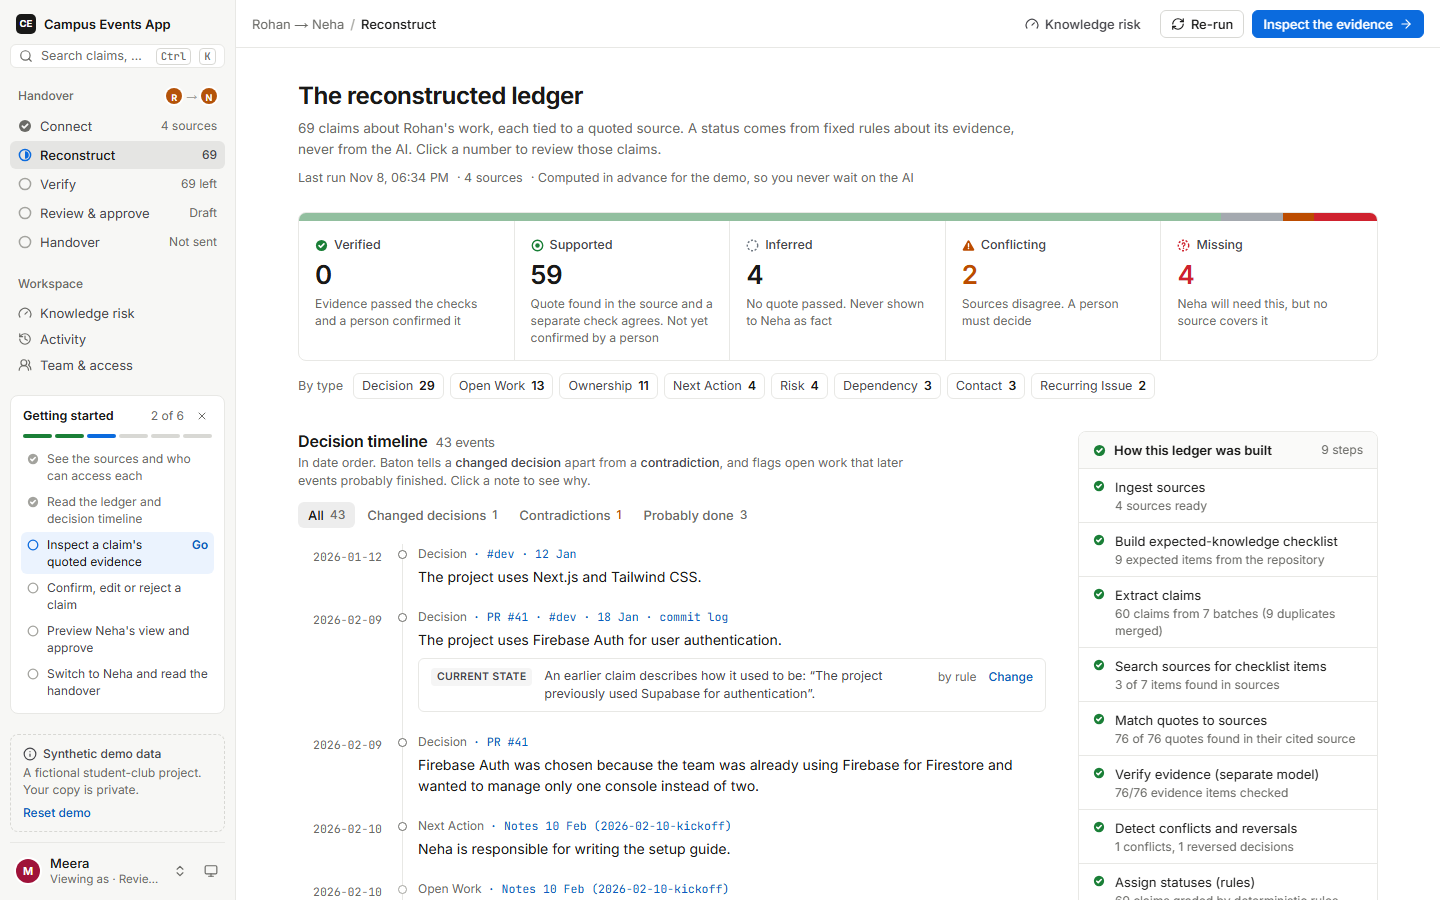 CE Campus Events App
Search claims, ... Ctrl K
Handover R → N
Connect 4 sources
Reconstruct 69
Verify 69 left
Review & approve Draft
Handover Not sent
Workspace
Knowledge risk
Activity
Team & access
Getting started 2 of 6 ×
See the sources and who
can access each
Read the ledger and
decision timeline
Inspect a claim's Go
quoted evidence
Confirm, edit or reject a
claim
Preview Neha's view and
approve
Switch to Neha and read the
handover
Synthetic demo data
A fictional student-club project.
Your copy is private.
Reset demo
M Meera
Viewing as · Revie...
Rohan → Neha / Reconstruct
Knowledge risk
Re-run
Inspect the evidence →
The reconstructed ledger
69 claims about Rohan's work, each tied to a quoted source. A status comes from fixed rules about its evidence,
never from the AI. Click a number to review those claims.
Last run Nov 8, 06:34 PM · 4 sources · Computed in advance for the demo, so you never wait on the AI
Verified
0
Evidence passed the checks
and a person confirmed it
Supported
59
Quote found in the source and a
separate check agrees. Not yet
confirmed by a person
Inferred
4
No quote passed. Never shown
to Neha as fact
Conflicting
2
Sources disagree. A person
must decide
Missing
4
Neha will need this, but no
source covers it
By type Decision 29 Open Work 13 Ownership 11 Next Action 4 Risk 4 Dependency 3 Contact 3 Recurring Issue 2
Decision timeline 43 events
In date order. Baton tells a changed decision apart from a contradiction, and flags open work that later
events probably finished. Click a note to see why.
All 43 Changed decisions 1 Contradictions 1 Probably done 3
2026-01-12 Decision · #dev · 12 Jan
The project uses Next.js and Tailwind CSS.
2026-02-09 Decision · PR #41 · #dev · 18 Jan · commit log
The project uses Firebase Auth for user authentication.
CURRENT STATE An earlier claim describes how it used to be: “The project by rule Change
previously used Supabase for authentication”.
2026-02-09 Decision · PR #41
Firebase Auth was chosen because the team was already using Firebase for Firestore and
wanted to manage only one console instead of two.
2026-02-10 Next Action · Notes 10 Feb (2026-02-10-kickoff)
Neha is responsible for writing the setup guide.
2026-02-10 Open Work · Notes 10 Feb (2026-02-10-kickoff)
How this ledger was built 9 steps
Ingest sources
4 sources ready
Build expected-knowledge checklist
9 expected items from the repository
Extract claims
60 claims from 7 batches (9 duplicates
merged)
Search sources for checklist items
3 of 7 items found in sources
Match quotes to sources
76 of 76 quotes found in their cited source
Verify evidence (separate model)
76/76 evidence items checked
Detect conflicts and reversals
1 conflicts, 1 reversed decisions
Assign statuses (rules)
69 claims graded by deterministic rules